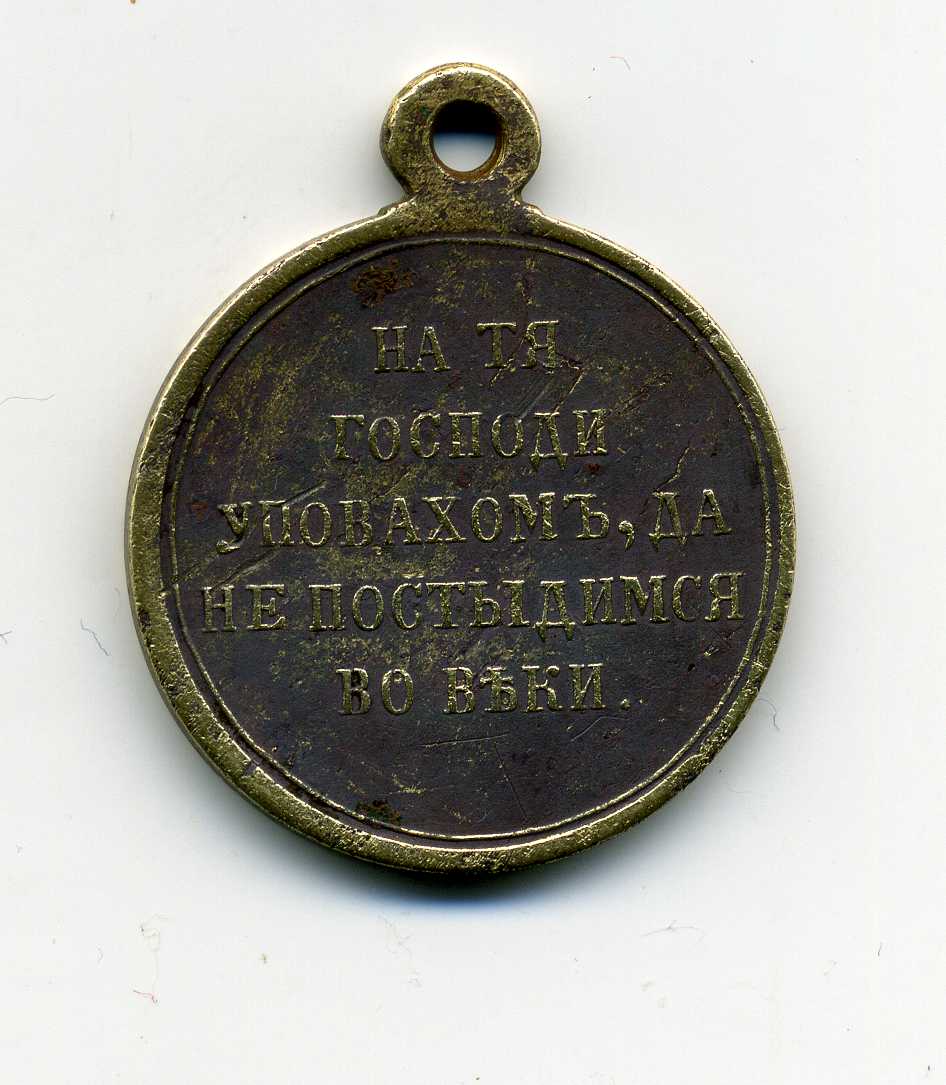 НА ТЯ
ГОСПОДИ
УПОВАХОМЪ, ДА
НЕ ПОСТЫДИМСЯ
ВО ВѢКИ.